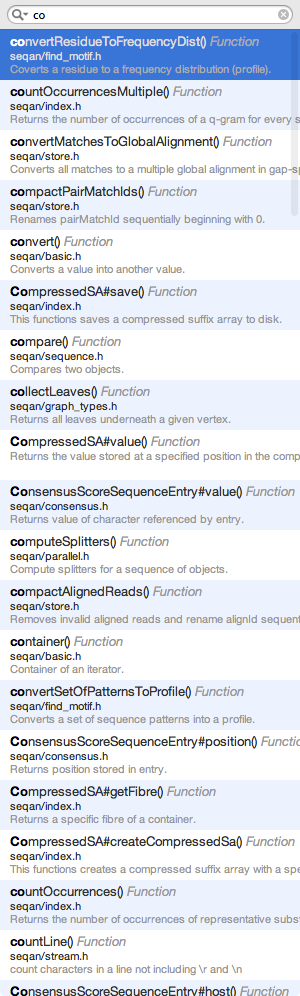 co
convertResidueToFrequencyDist() Function
seqan/find_motif.h
Coverts a residue to a frequency distribution (profile).
countOccurrencesMultiple() Function
seqan/index.h
Returns the number of occurrences of a q-gram for every s
convertMatchesToGlobalAlignment() Function
seqan/store.h
Converts all matches to a multiple global alignment in gap-s
compactPairMatchIds() Function
seqan/store.h
Renames pairMatchId sequentially beginning with 0.
convert() Function
seqan/basic.h
Converts a value into another value.
CompressedSA#save() Function
seqan/index.h
This functions saves a compressed suffix array to disk.
compare() Function
seqan/sequence.h
Compares two objects.
collectLeaves() Function
seqan/graph_types.h
Returns all leaves underneath a given vertex.
CompressedSA#value() Function
Returns the value stored at a specified position in the comp
ConsensusScoreSequenceEntry#value() Function
seqan/consensus.h
Returns value of character referenced by entry.
computeSplitters() Function
seqan/parallel.h
Compute splitters for a sequence of objects.
compactAlignedReads() Function
seqan/store.h
Removes invalid aligned reads and rename alignId sequent
container() Function
seqan/basic.h
Container of an iterator.
convertSetOfPatternsToProfile() Function
seqan/find_motif.h
Converts a set of sequence patterns into a profile.
ConsensusScoreSequenceEntry#position() Functio
seqan/consensus.h
Returns position stored in entry.
CompressedSA#getFibre() Function
seqan/index.h
Returns a specific fibre of a container.
CompressedSA#createCompressedSa() Function
seqan/index.h
This functions creates a compressed suffix array with a spe
countOccurrences() Function
seqan/index.h
Returns the number of occurrences of representative subst
countLine() Function
seqan/stream.h
count characters in a line not including \r and \n
ConsensusScoreSequenceEntry#host() Function